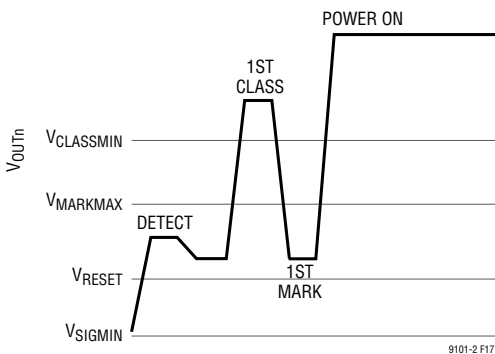 POWER ON
1ST
CLASS
VOUTn
VCLASSMIN
VMARKMAX
DETECT
VRESET
1ST
MARK
VSIGMIN
9101-2 F17